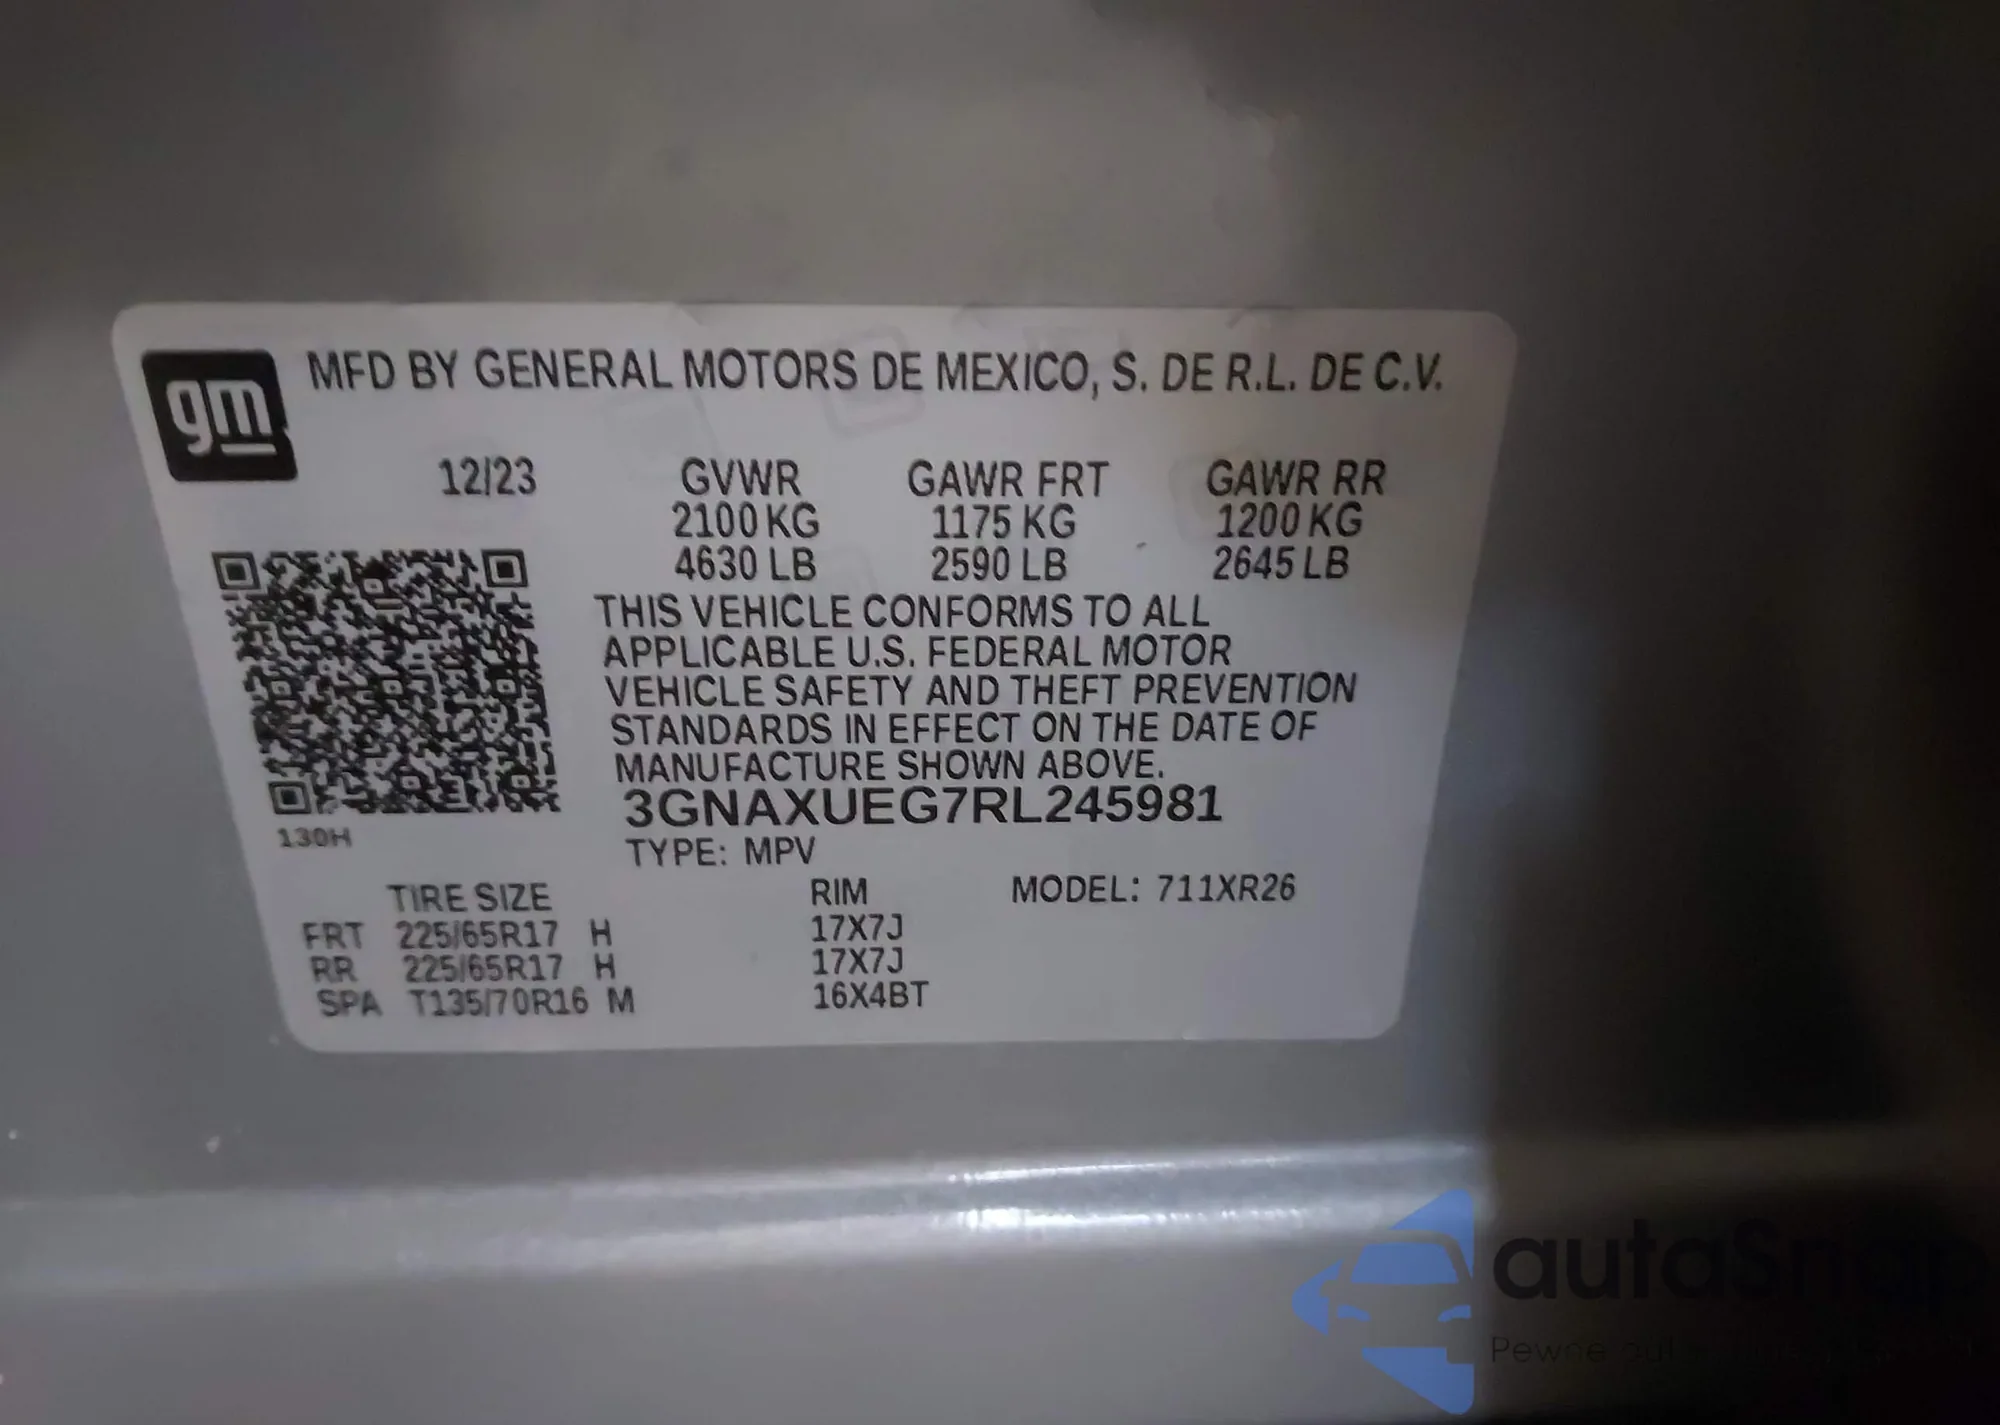 gm
MFD BY GENERAL MOTORS DE MEXICO, S. DE R.L. DE C.V.
12/23 GVWR GAWR FRT GAWR RR
2100 KG 1175 KG 1200 KG
4630 LB 2590 LB 2645 LB
THIS VEHICLE CONFORMS TO ALL
APPLICABLE U.S. FEDERAL MOTOR
VEHICLE SAFETY AND THEFT PREVENTION
STANDARDS IN EFFECT ON THE DATE OF
MANUFACTURE SHOWN ABOVE.
3GNAXUEG7RL245981
130H
TYPE: MPV
TIRE SIZE RIM MODEL: 711XR26
FRT 225/65R17 H 17X7J
RR 225/65R17 H 17X7J
SPA T135/70R16 M 16X4BT
autaSnap
Pewne